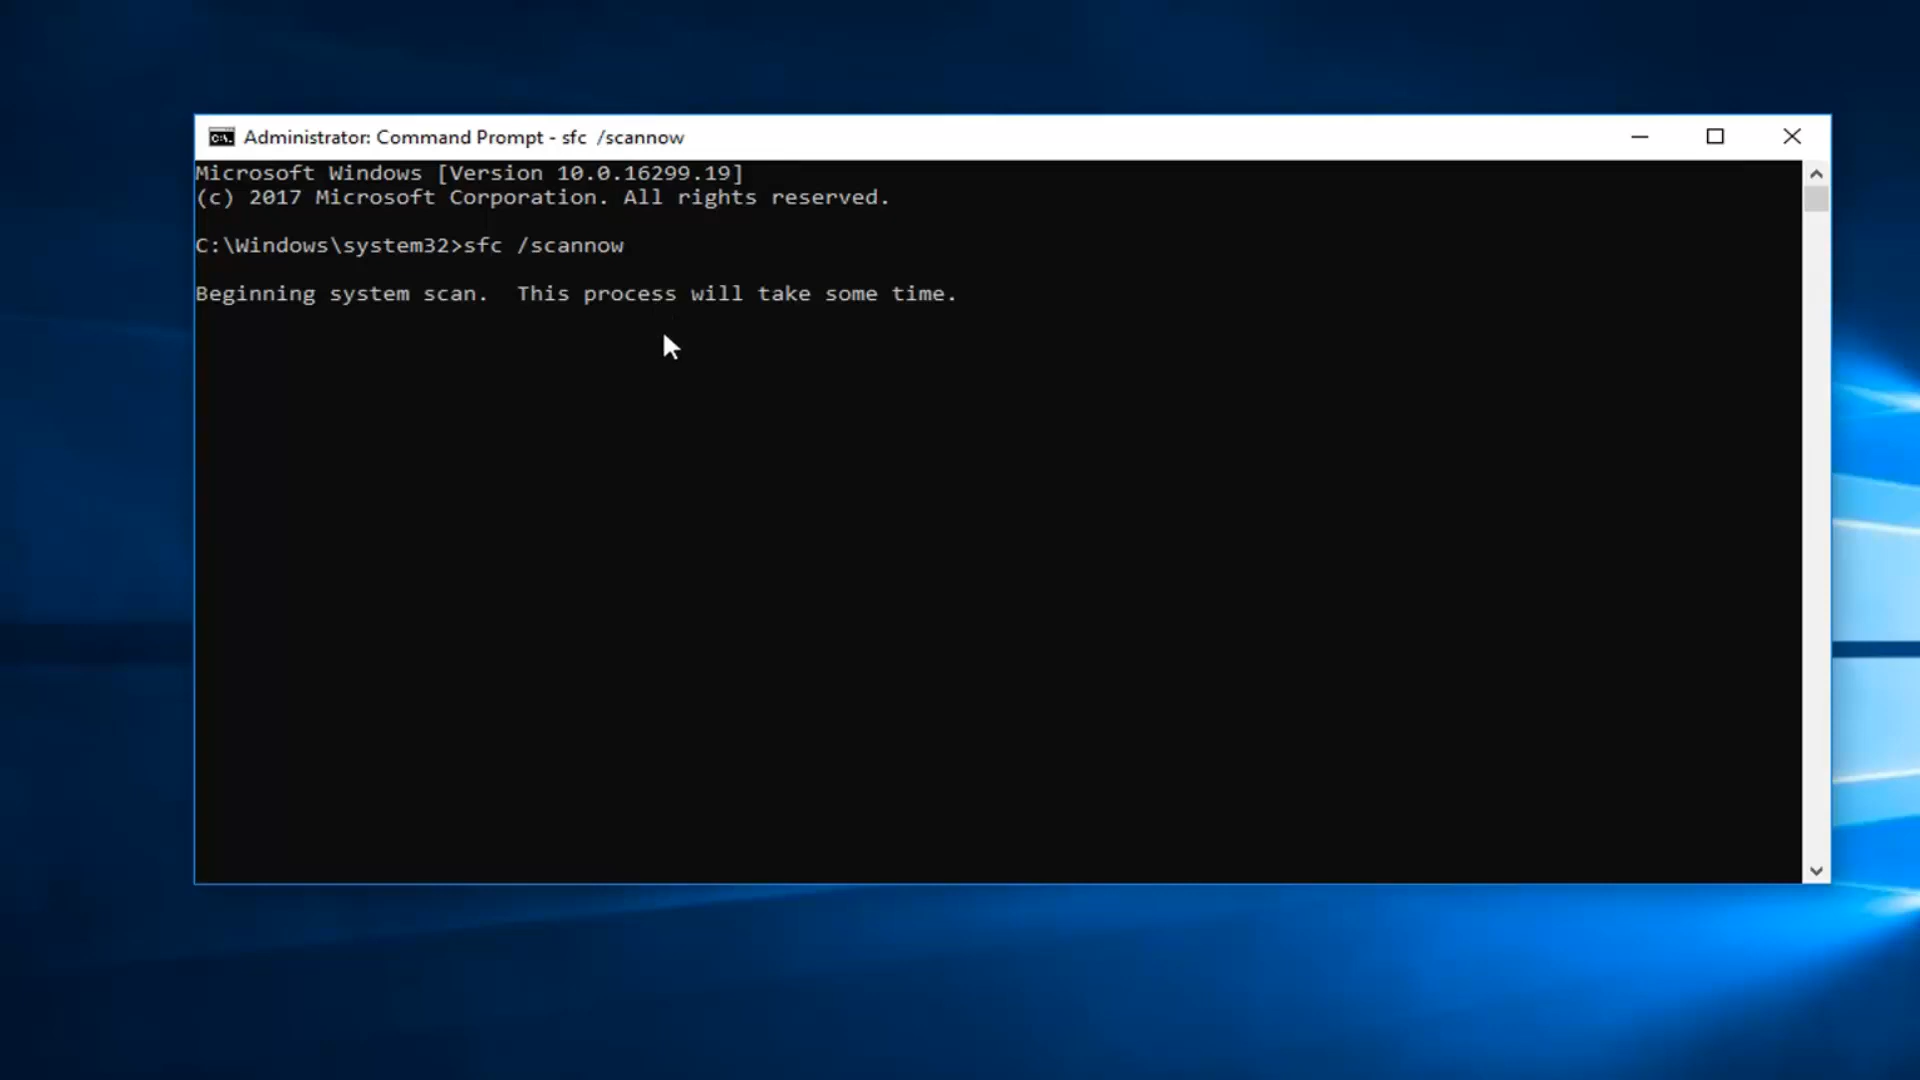 Administrator: Command Prompt - sfc  /scannow
Microsoft Windows [Version 10.0.16299.19]
(c) 2017 Microsoft Corporation. All rights reserved.
C:\Windows\system32>sfc /scannow
Beginning system scan.  This process will take some time.